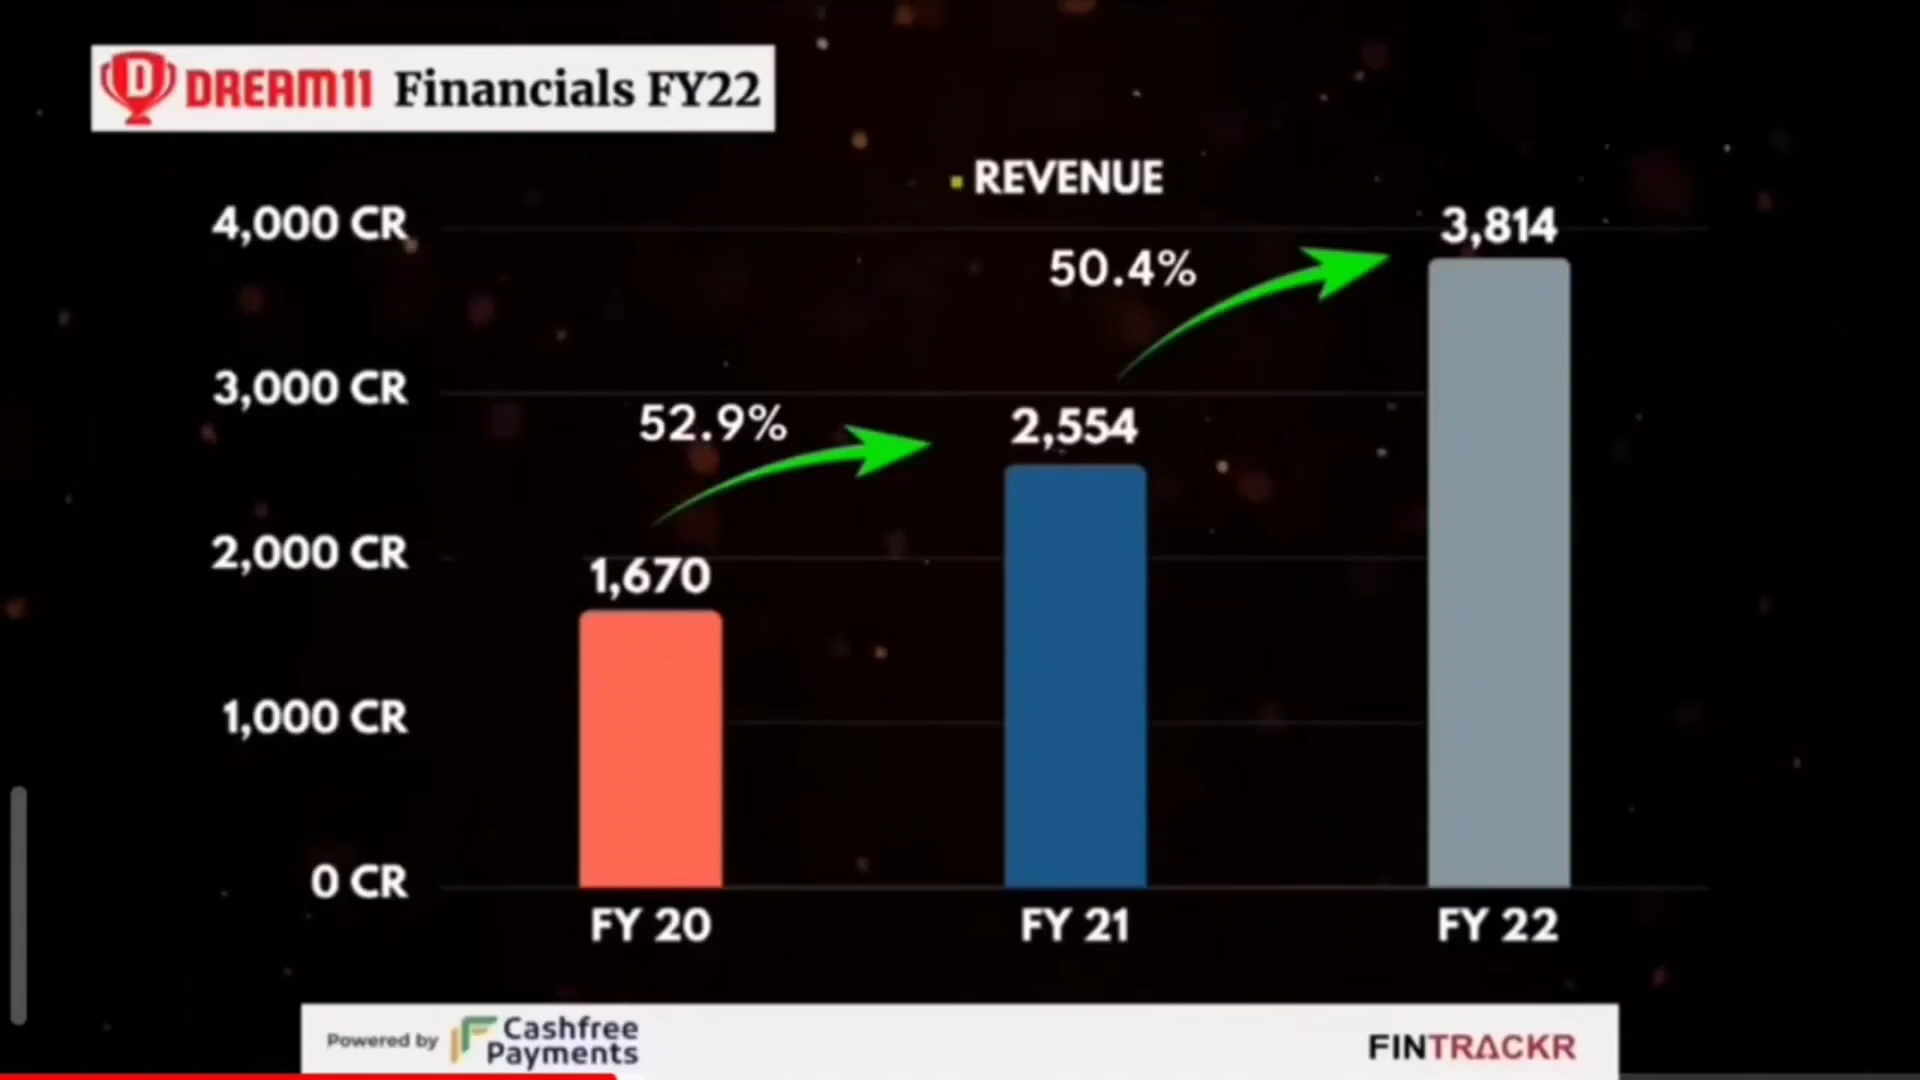 DREAM11 Financials FY22
REVENUE
4,000 CR
3,000 CR
2,000 CR
1,000 CR
0 CR
1,670
52.9%
2,554
50.4%
3,814
FY 20
FY 21
FY 22
Powered by Cashfree Payments
FINTRACKR